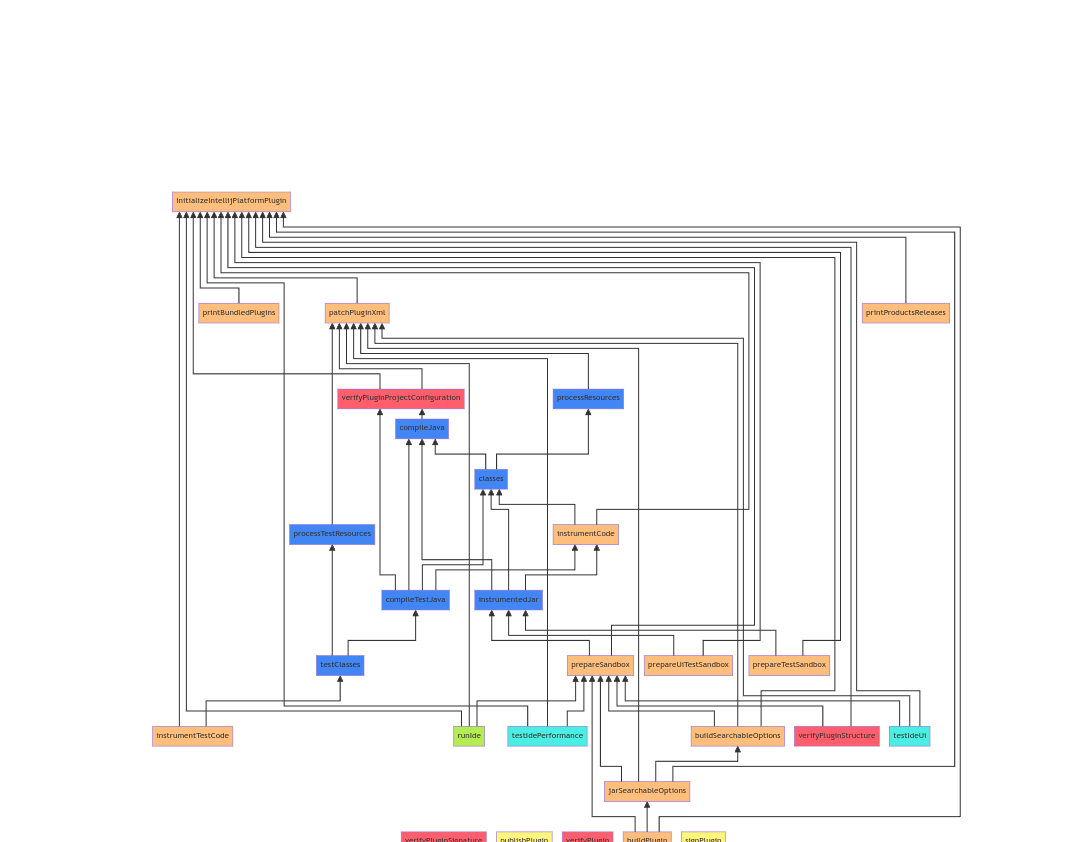 initializeIntellijPlatformPlugin
printBundledPlugins
patchPluginXml
printProductsReleases
verifyPluginProjectConfiguration
processResources
compileJava
classes
processTestResources
instrumentCode
compileTestJava
instrumentedJar
testClasses
prepareSandbox
prepareUiTestSandbox
prepareTestSandbox
instrumentTestCode
runIde
testIdePerformance
buildSearchableOptions
verifyPluginStructure
testIdeUi
jarSearchableOptions
verifyPluginSignature
publishPlugin
verifyPlugin
buildPlugin
signPlugin